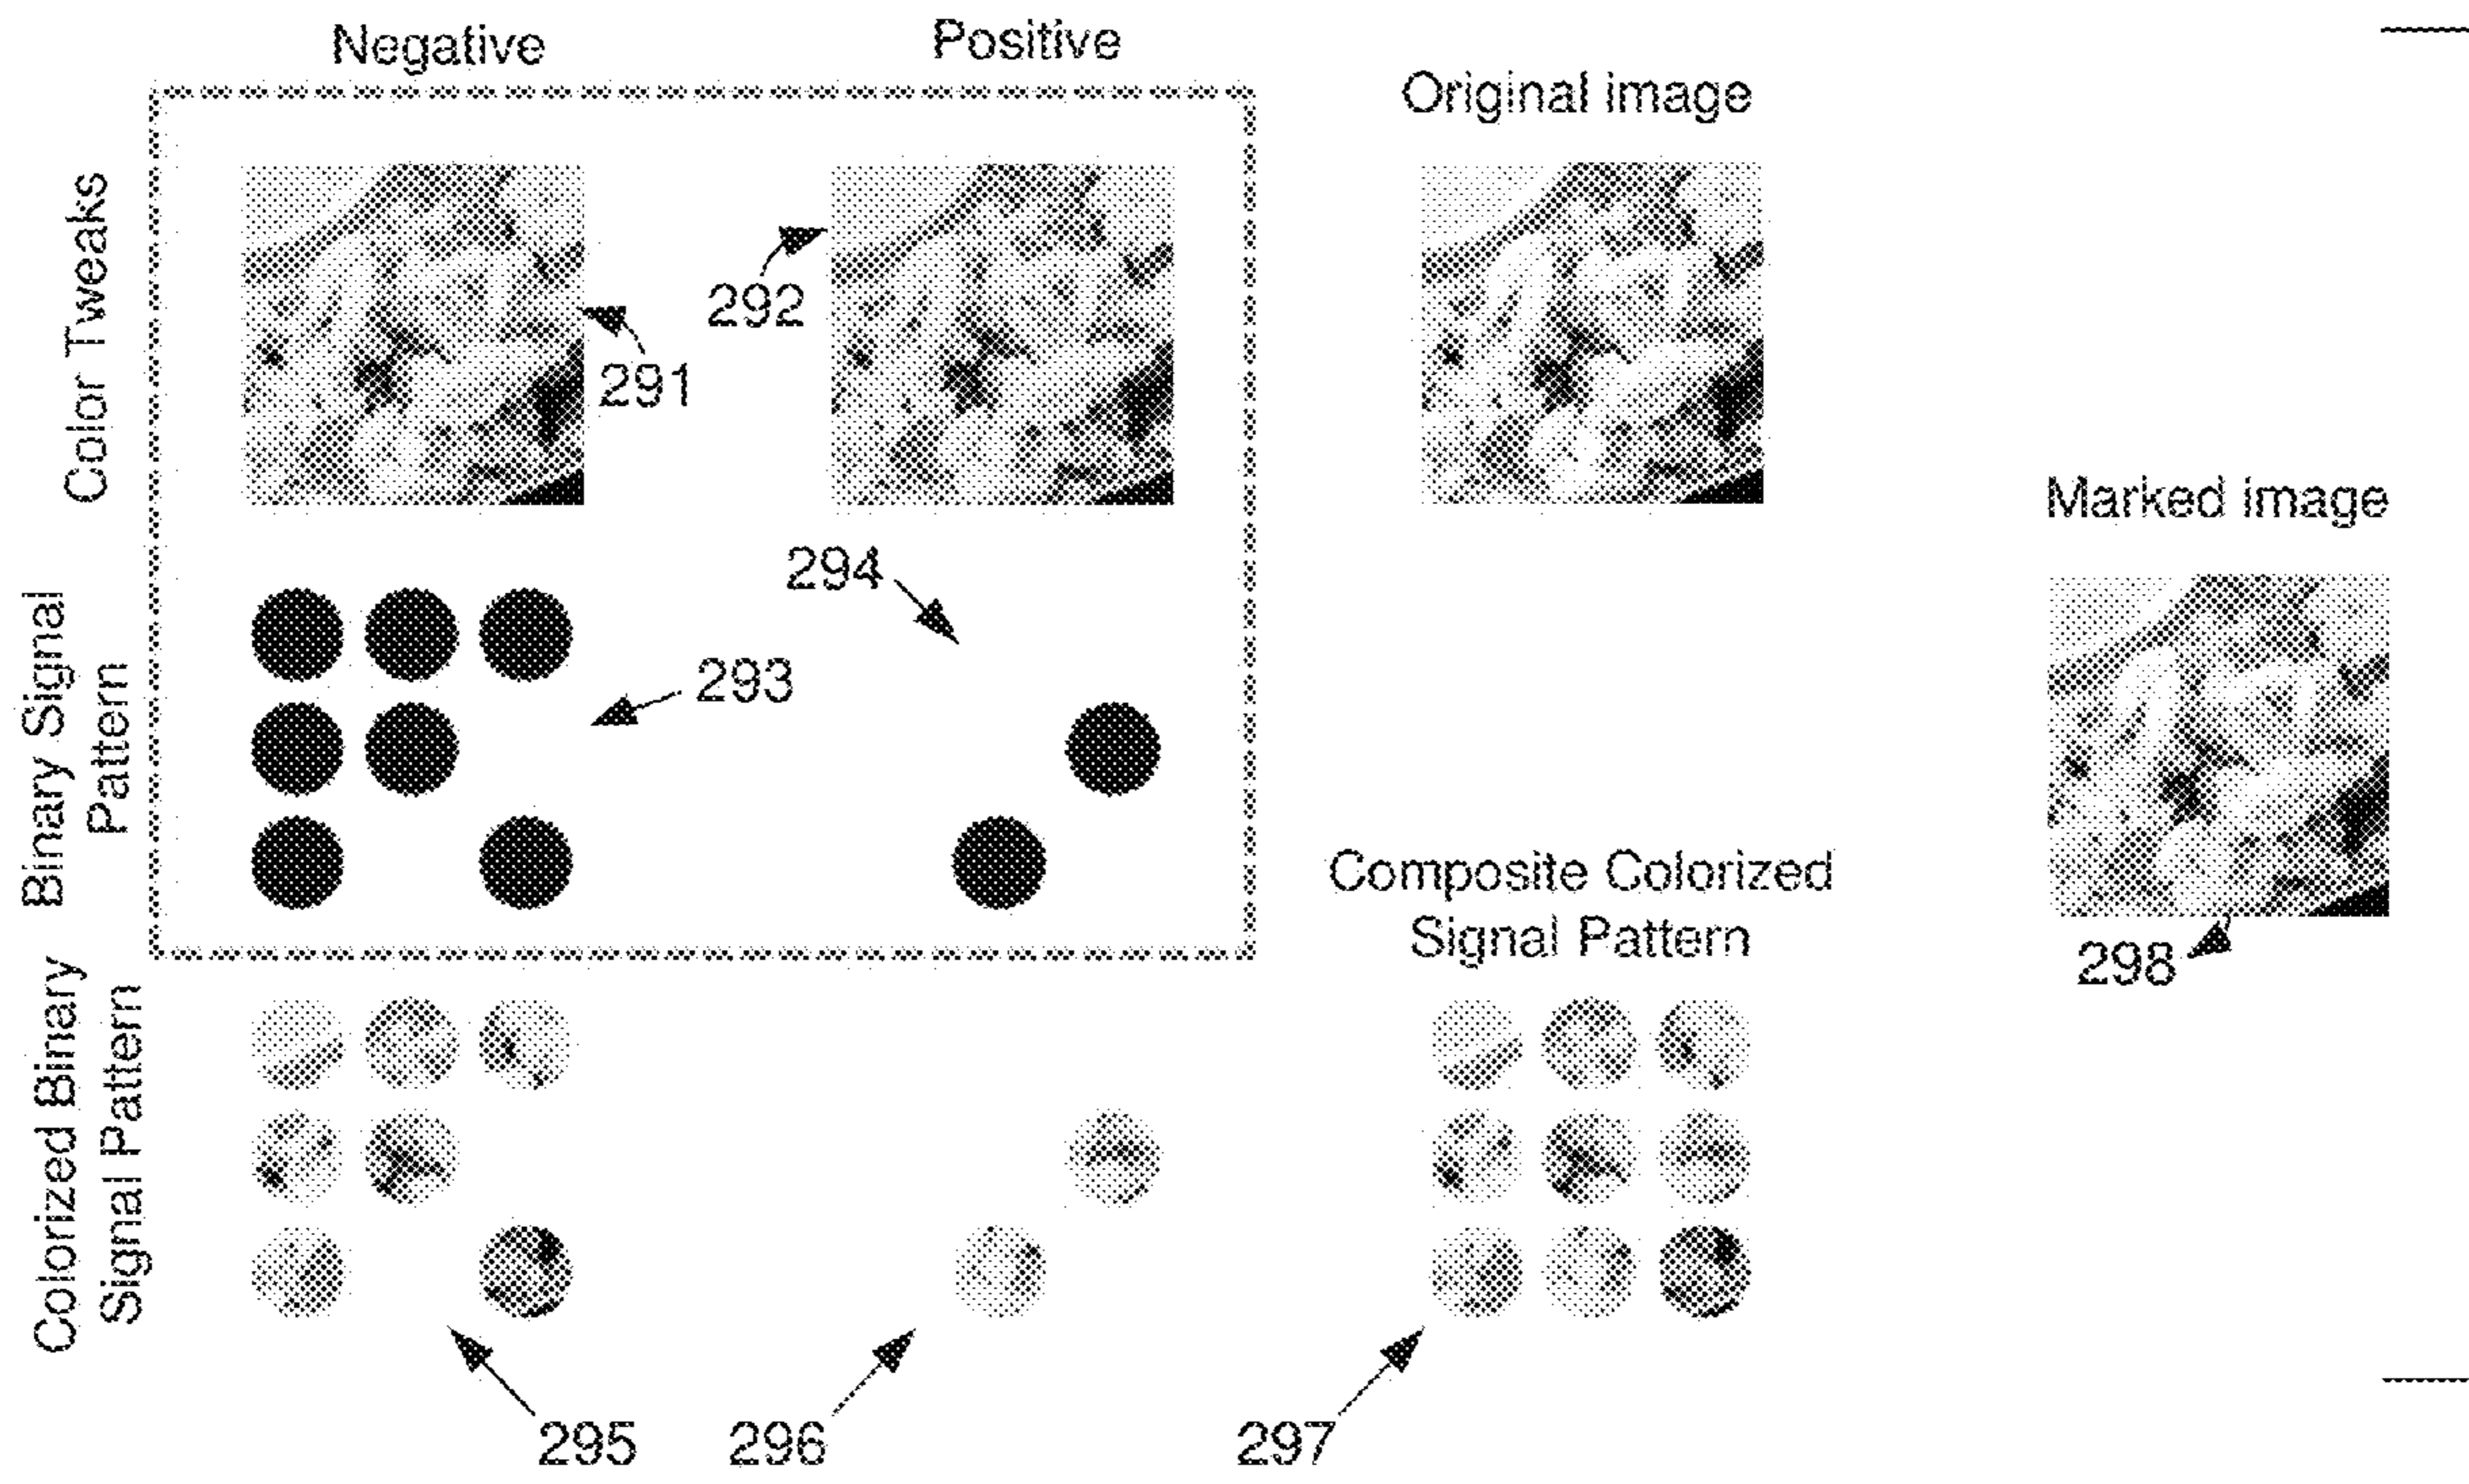 Negative
Positive
Original image
Color Tweaks
292
291
Marked image
294
Binary Signal
Pattern
293
Composite Colorized
Signal Pattern
298
Colorized Binary
Signal Pattern
295
296
297